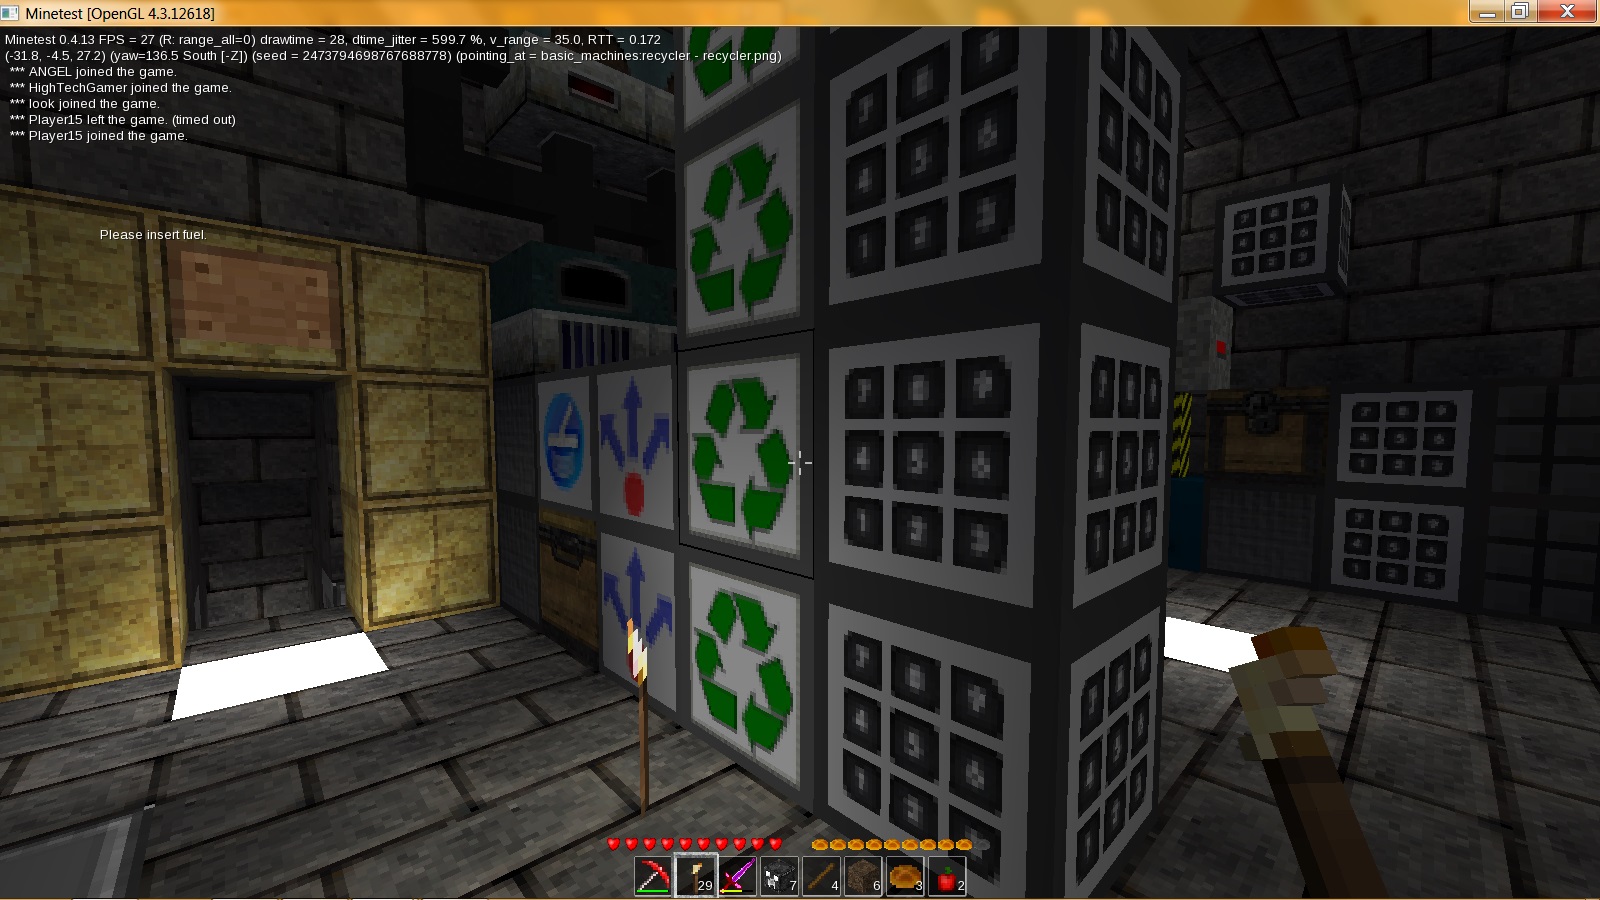 Minetest [OpenGL 4.3.12618]
Minetest 0.4.13 FPS = 27 (R: range_all=0) drawtime = 28, dtime_jitter = 599.7 %, v_range = 35.0, RTT = 0.172
(-31.8, -4.5, 27.2) (yaw=136.5 South [-Z]) (seed = 2473794698767688778) (pointing_at = basic_machines:recycler - recycler.png)
*** ANGEL joined the game.
*** HighTechGamer joined the game.
*** look joined the game.
*** Player15 left the game. (timed out)
*** Player15 joined the game.
Please insert fuel.
29
7
4
6
3
2